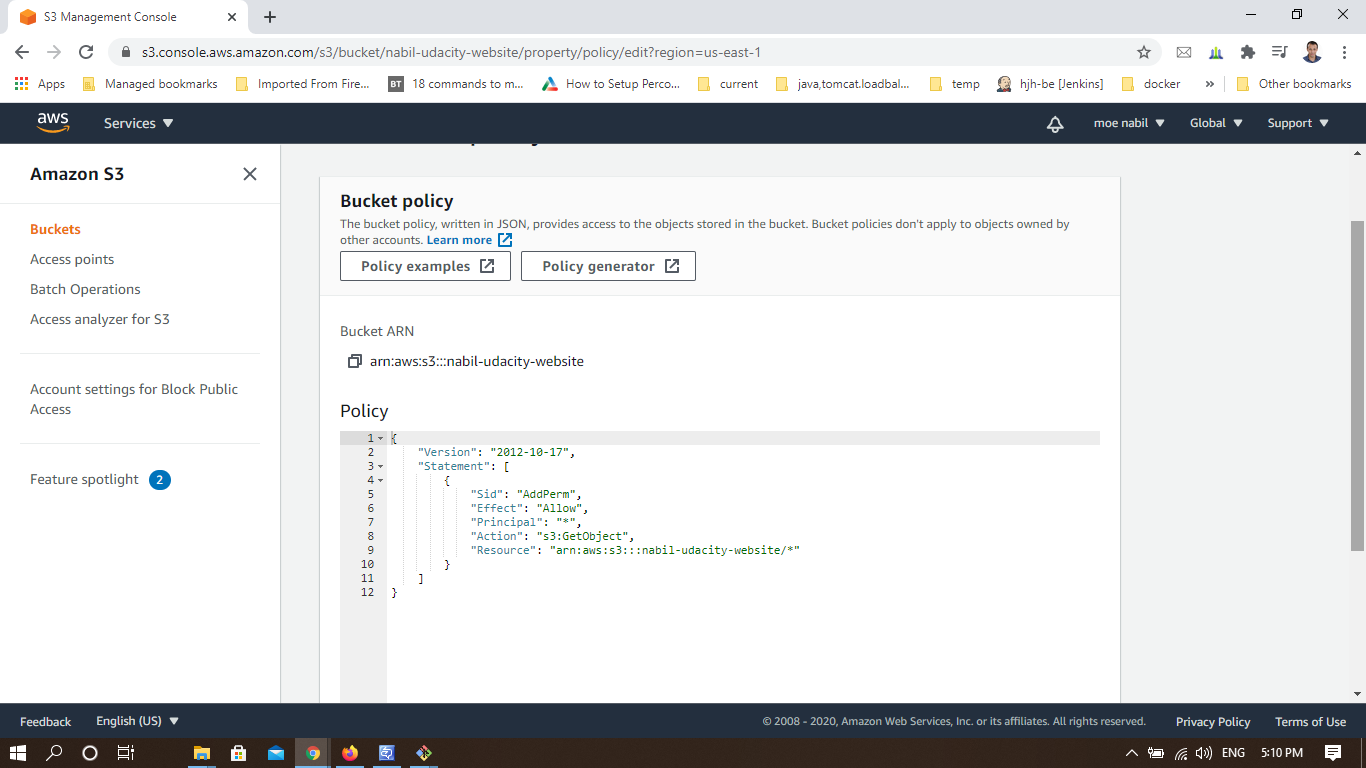 S3 Management Console
s3.console.aws.amazon.com/s3/bucket/nabil-udacity-website/property/policy/edit?region=us-east-1
Apps Managed bookmarks Imported From Fire... BT 18 commands to m... How to Setup Perco... current java,tomcat.loadbal... temp hjh-be [Jenkins] docker » Other bookmarks
aws Services moe nabil Global Support
Amazon S3
Buckets
Access points
Batch Operations
Access analyzer for S3
Account settings for Block Public
Access
Feature spotlight 2
Bucket policy
The bucket policy, written in JSON, provides access to the objects stored in the bucket. Bucket policies don't apply to objects owned by
other accounts. Learn more
Policy examples Policy generator
Bucket ARN
arn:aws:s3:::nabil-udacity-website
Policy
1 {
2 "Version": "2012-10-17",
3 "Statement": [
4 {
5 "Sid": "AddPerm",
6 "Effect": "Allow",
7 "Principal": "*",
8 "Action": "s3:GetObject",
9 "Resource": "arn:aws:s3:::nabil-udacity-website/*"
10 }
11 ]
12 }
Feedback English (US) © 2008 - 2020, Amazon Web Services, Inc. or its affiliates. All rights reserved. Privacy Policy Terms of Use
ENG 5:10 PM